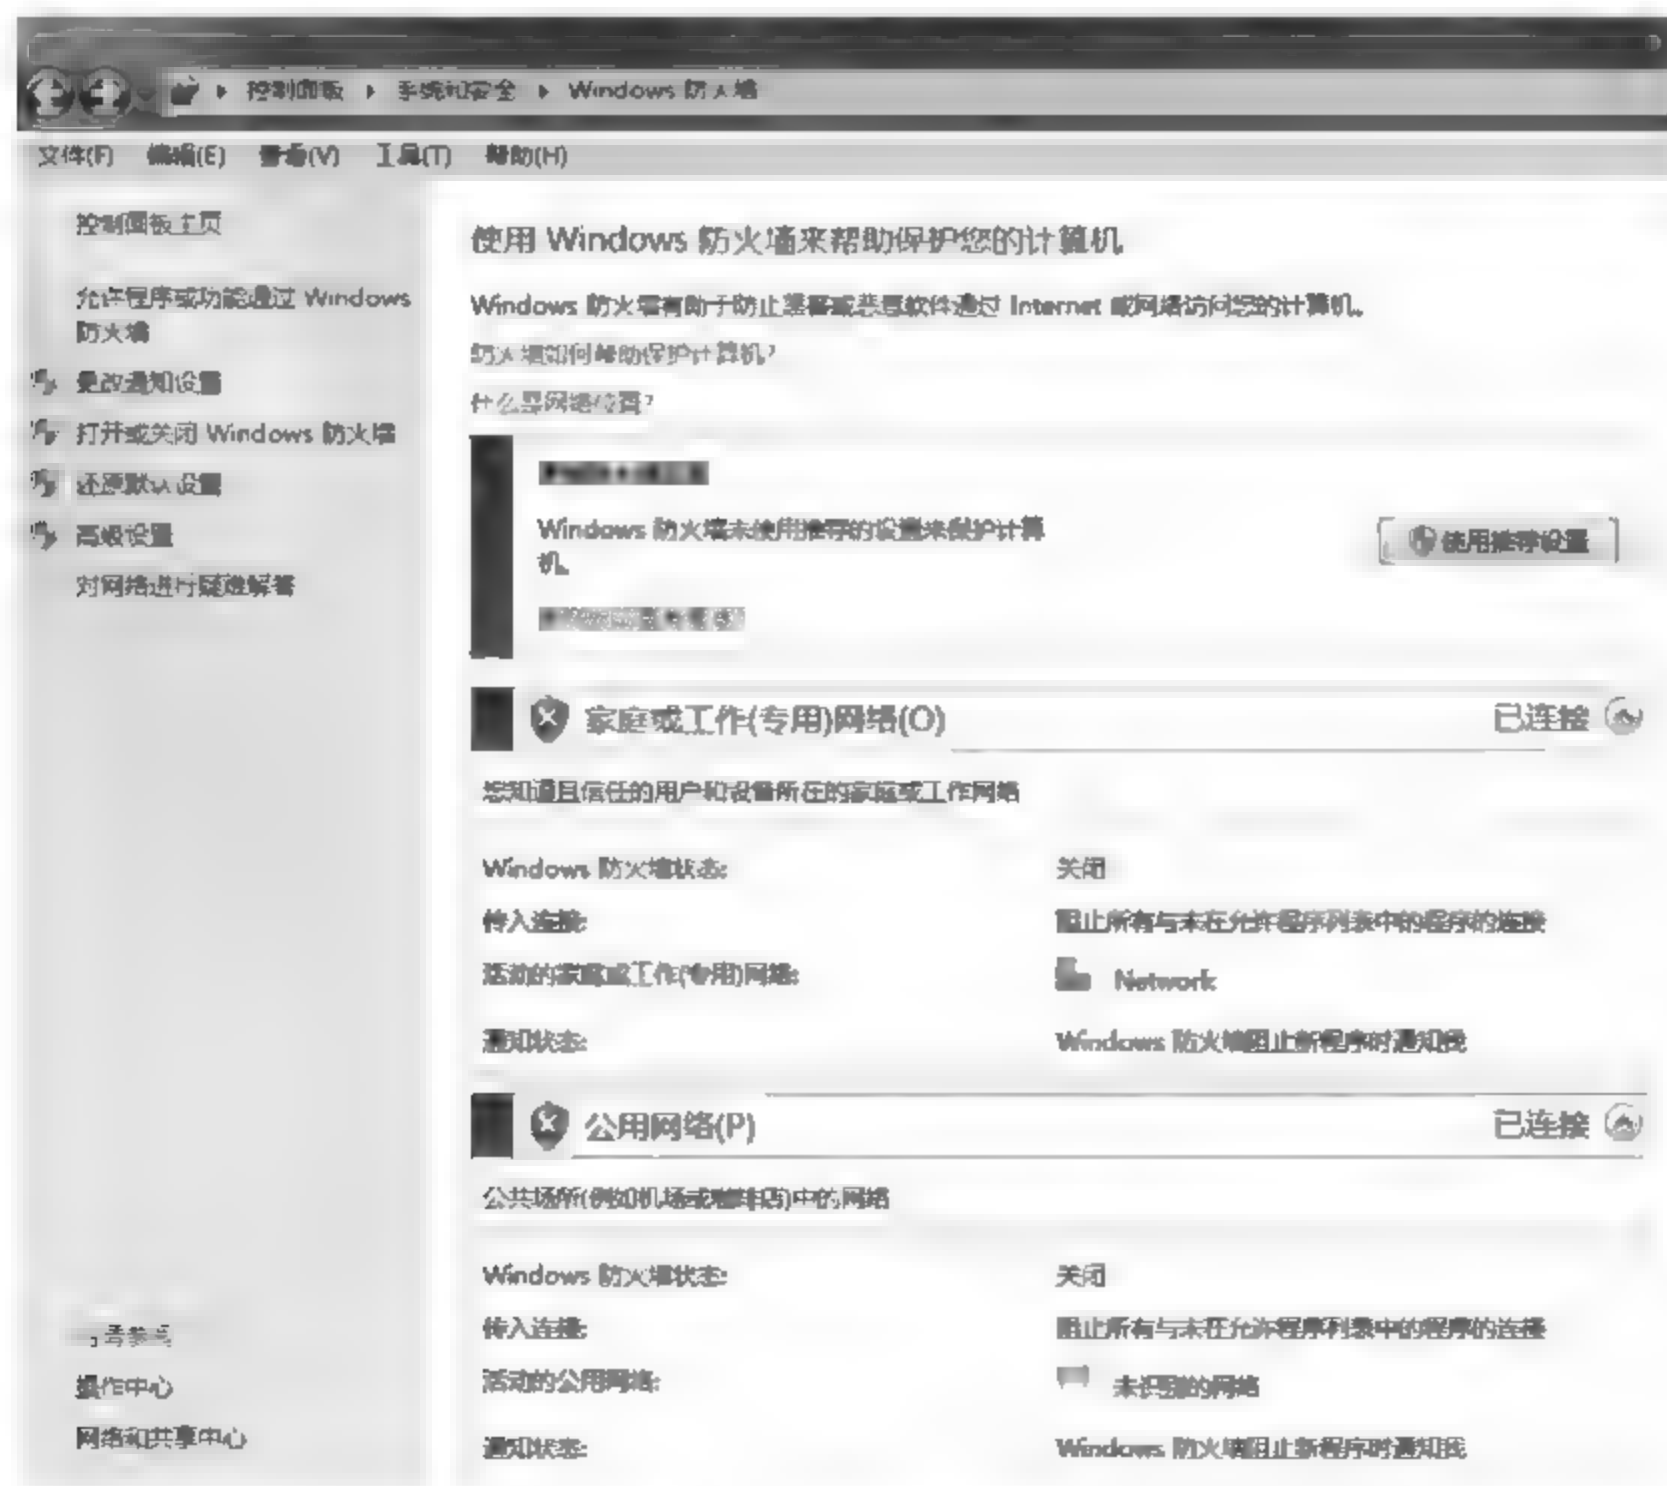 控制面板 ▸ 系统和安全 ▸ Windows 防火墙
文件(F) 编辑(E) 查看(V) 工具(T) 帮助(H)
控制面板主页
允许程序或功能通过 Windows
防火墙
更改通知设置
打开或关闭 Windows 防火墙
还原默认设置
高级设置
对网络进行疑难解答
另请参阅
操作中心
网络和共享中心
使用 Windows 防火墙来帮助保护您的计算机
Windows 防火墙有助于防止黑客或恶意软件通过 Internet 或网络访问您的计算机。
防火墙如何帮助保护计算机?
什么是网络位置?
Windows 防火墙未使用推荐的设置来保护计算
机。
使用推荐设置
家庭或工作(专用)网络(O) 已连接
您知道且信任的用户和设备所在的家庭或工作网络
Windows 防火墙状态: 关闭
传入连接: 阻止所有与未在允许程序列表中的程序的连接
活动的家庭或工作(专用)网络: Network
通知状态: Windows 防火墙阻止新程序时通知我
公用网络(P) 已连接
公共场所(例如机场或咖啡店)中的网络
Windows 防火墙状态: 关闭
传入连接: 阻止所有与未在允许程序列表中的程序的连接
活动的公用网络: 未识别的网络
通知状态: Windows 防火墙阻止新程序时通知我